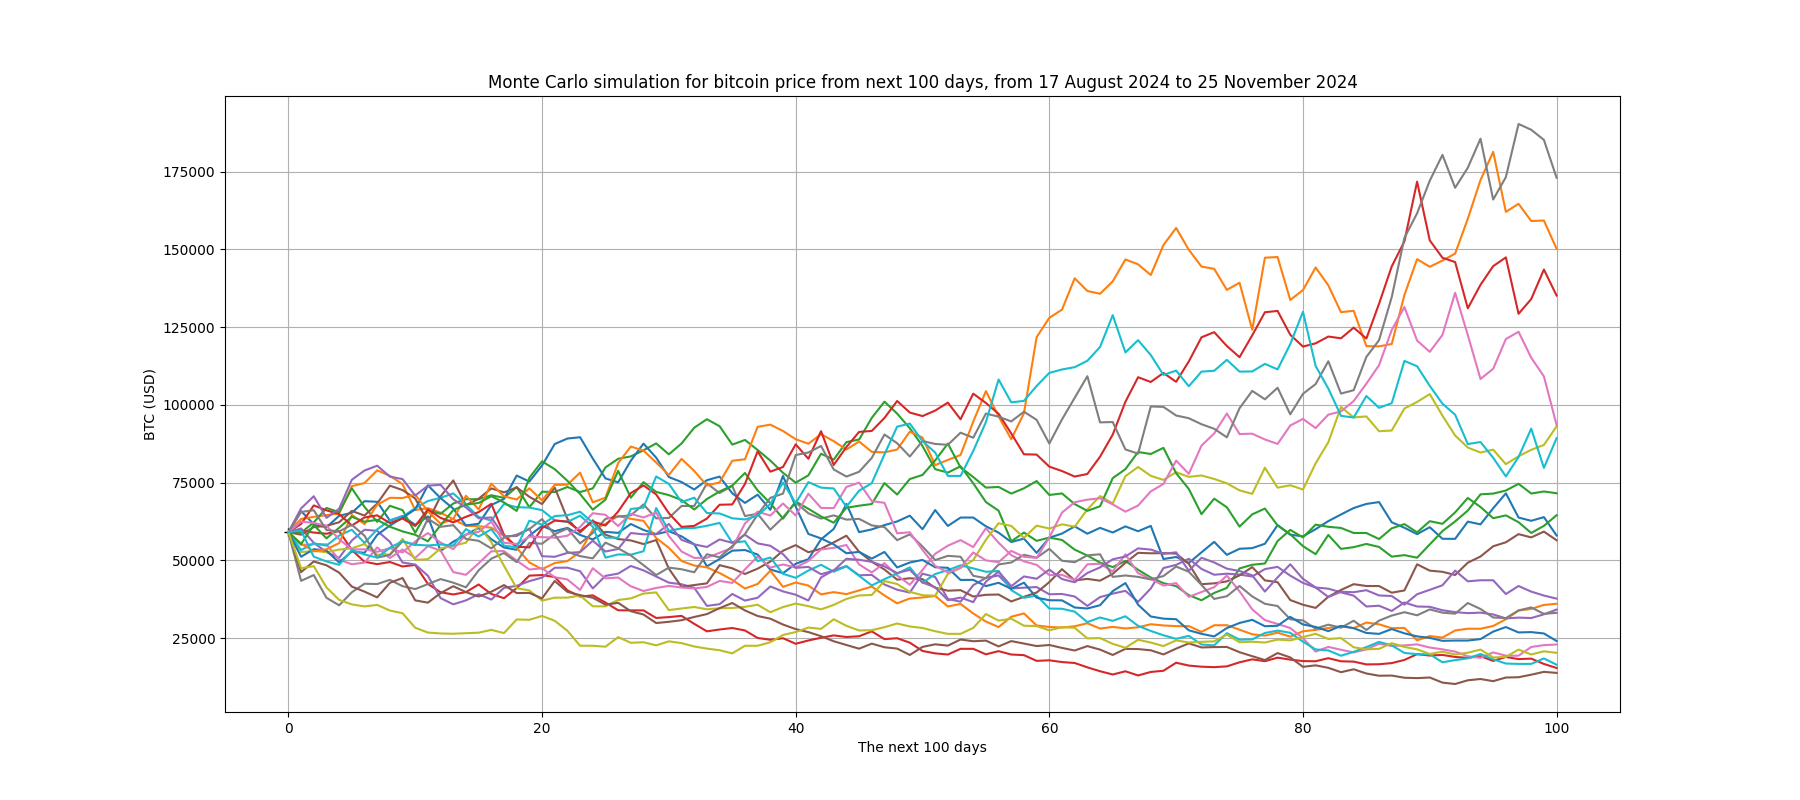 Monte Carlo simulation for bitcoin price from next 100 days, from 17 August 2024 to 25 November 2024
175000
150000
125000
100000
75000
50000
25000
BTC (USD)
0 20 40 60 80 100
The next 100 days